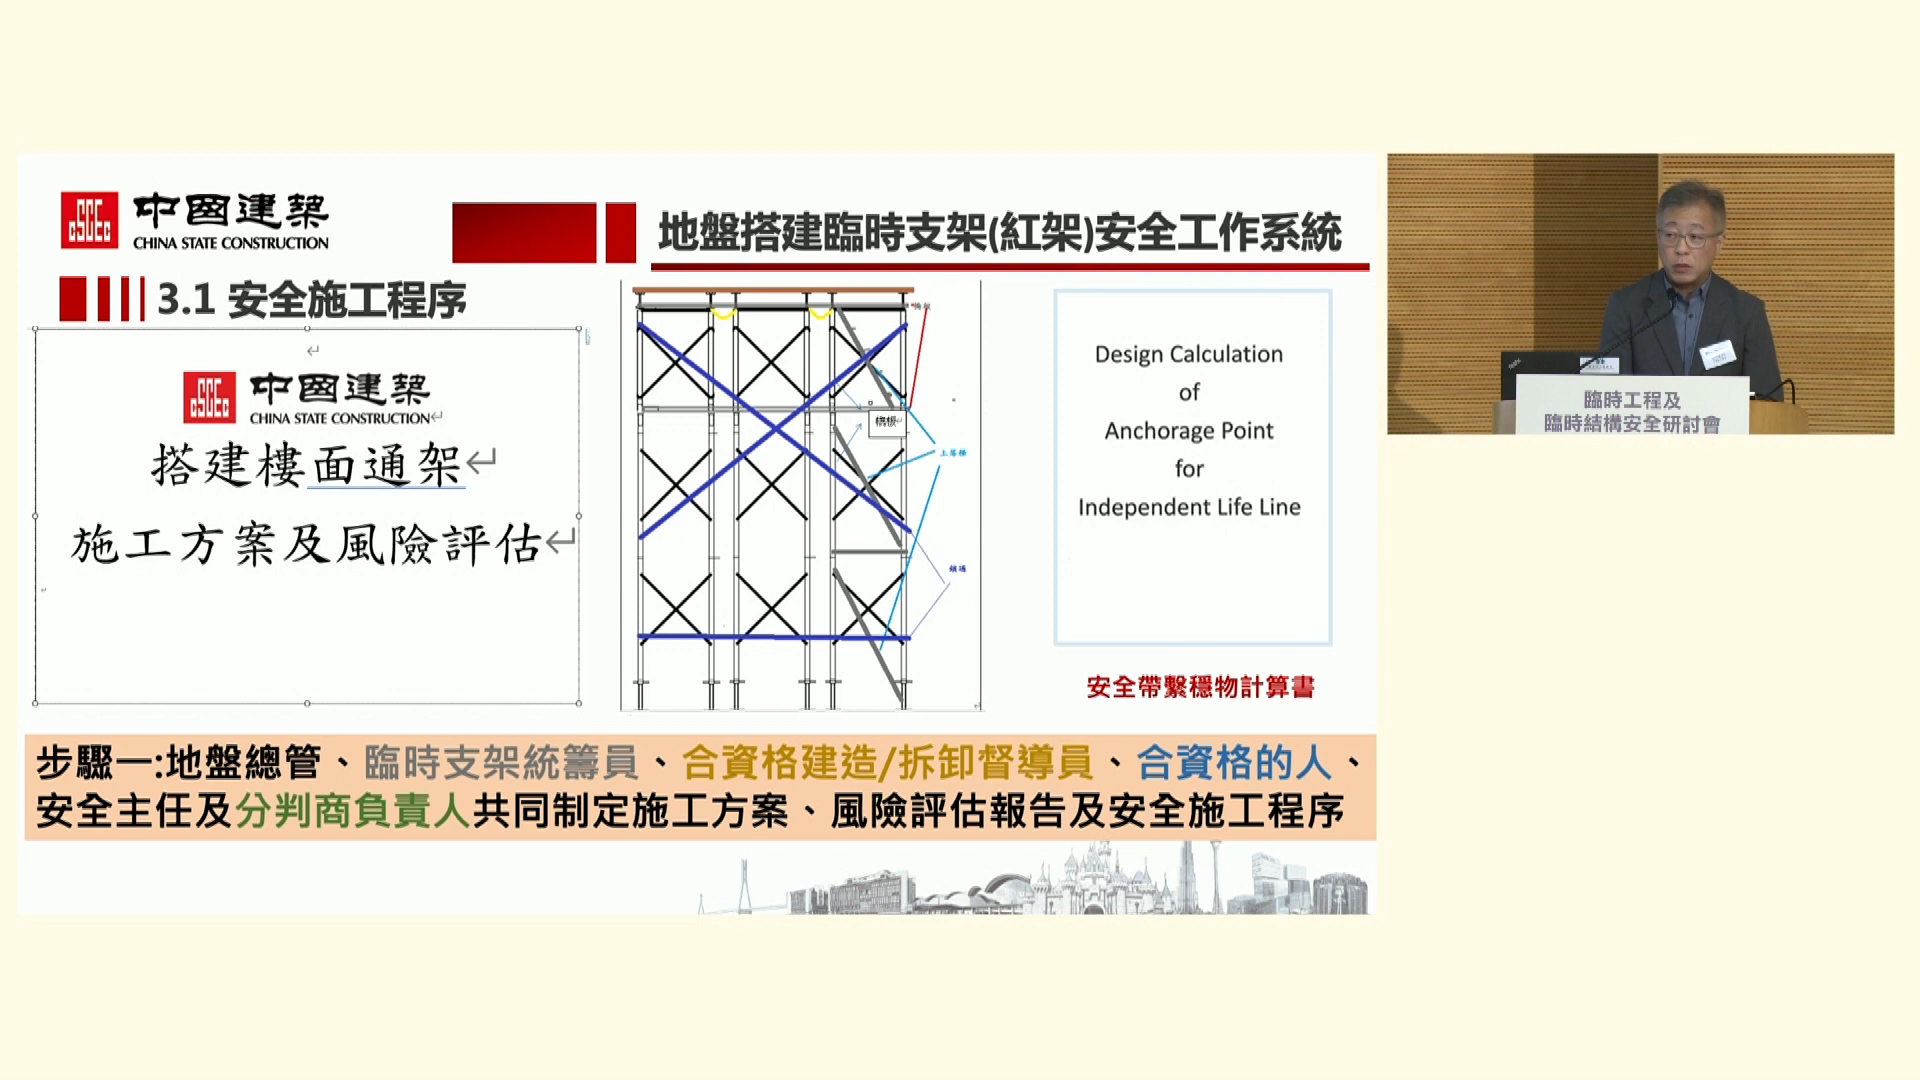 中國建築
CHINA STATE CONSTRUCTION
地盤搭建臨時支架(紅架)安全工作系統
3.1 安全施工程序
中國建築
CHINA STATE CONSTRUCTION
搭建樓面通架
施工方案及風險評估
橋板
上落梯
Design Calculation
of
Anchorage Point
for
Independent Life Line
安全帶繫穩物計算書
步驟一:地盤總管、臨時支架統籌員、合資格建造/拆卸督導員、合資格的人、
安全主任及分判商負責人共同制定施工方案、風險評估報告及安全施工程序
臨時工程及
臨時結構安全研討會